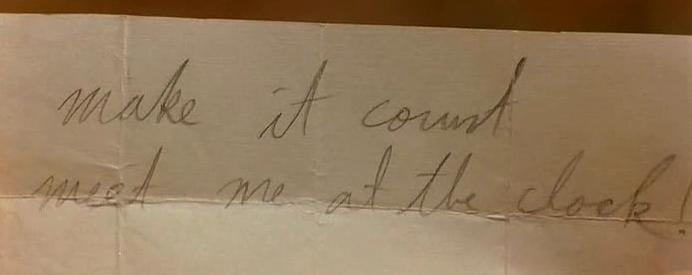 make it count
meet me at the clock!